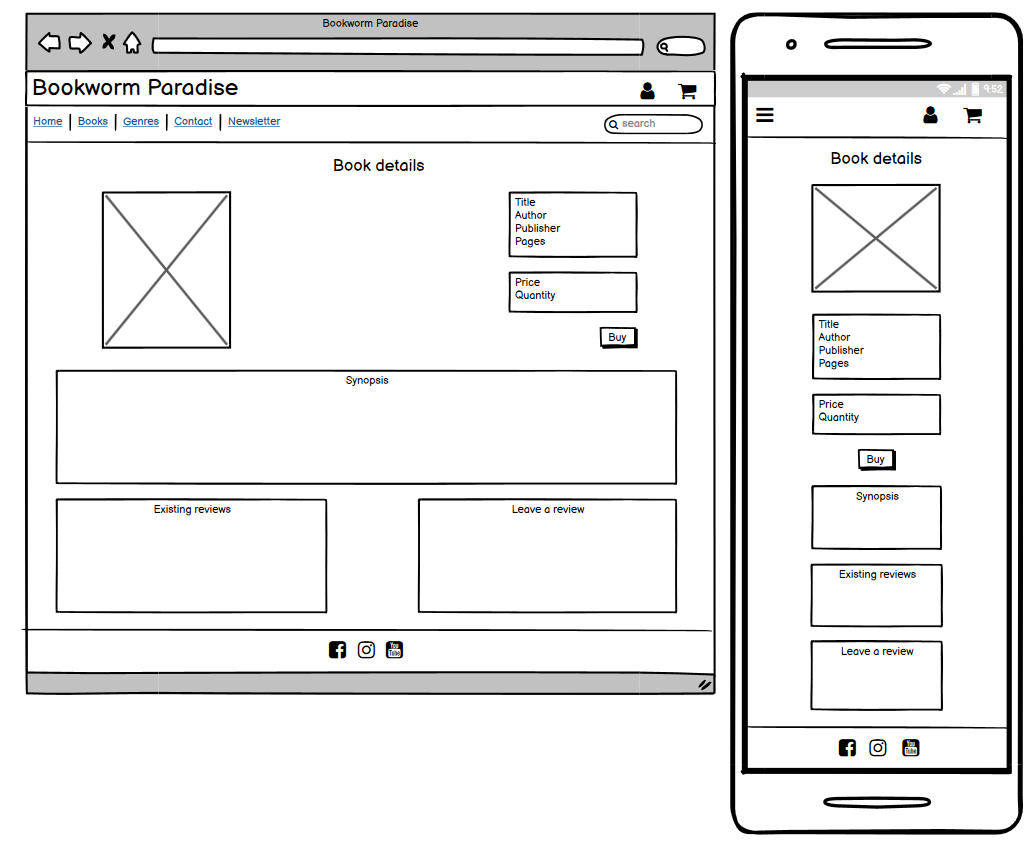 Bookworm Paradise
Bookworm Paradise
Home | Books | Genres | Contact | Newsletter
search
Book details
Title
Author
Publisher
Pages
Price
Quantity
Buy
Synopsis
Existing reviews
Leave a review
You
Tube
9:52
Book details
Title
Author
Publisher
Pages
Price
Quantity
Buy
Synopsis
Existing reviews
Leave a review
You
Tube